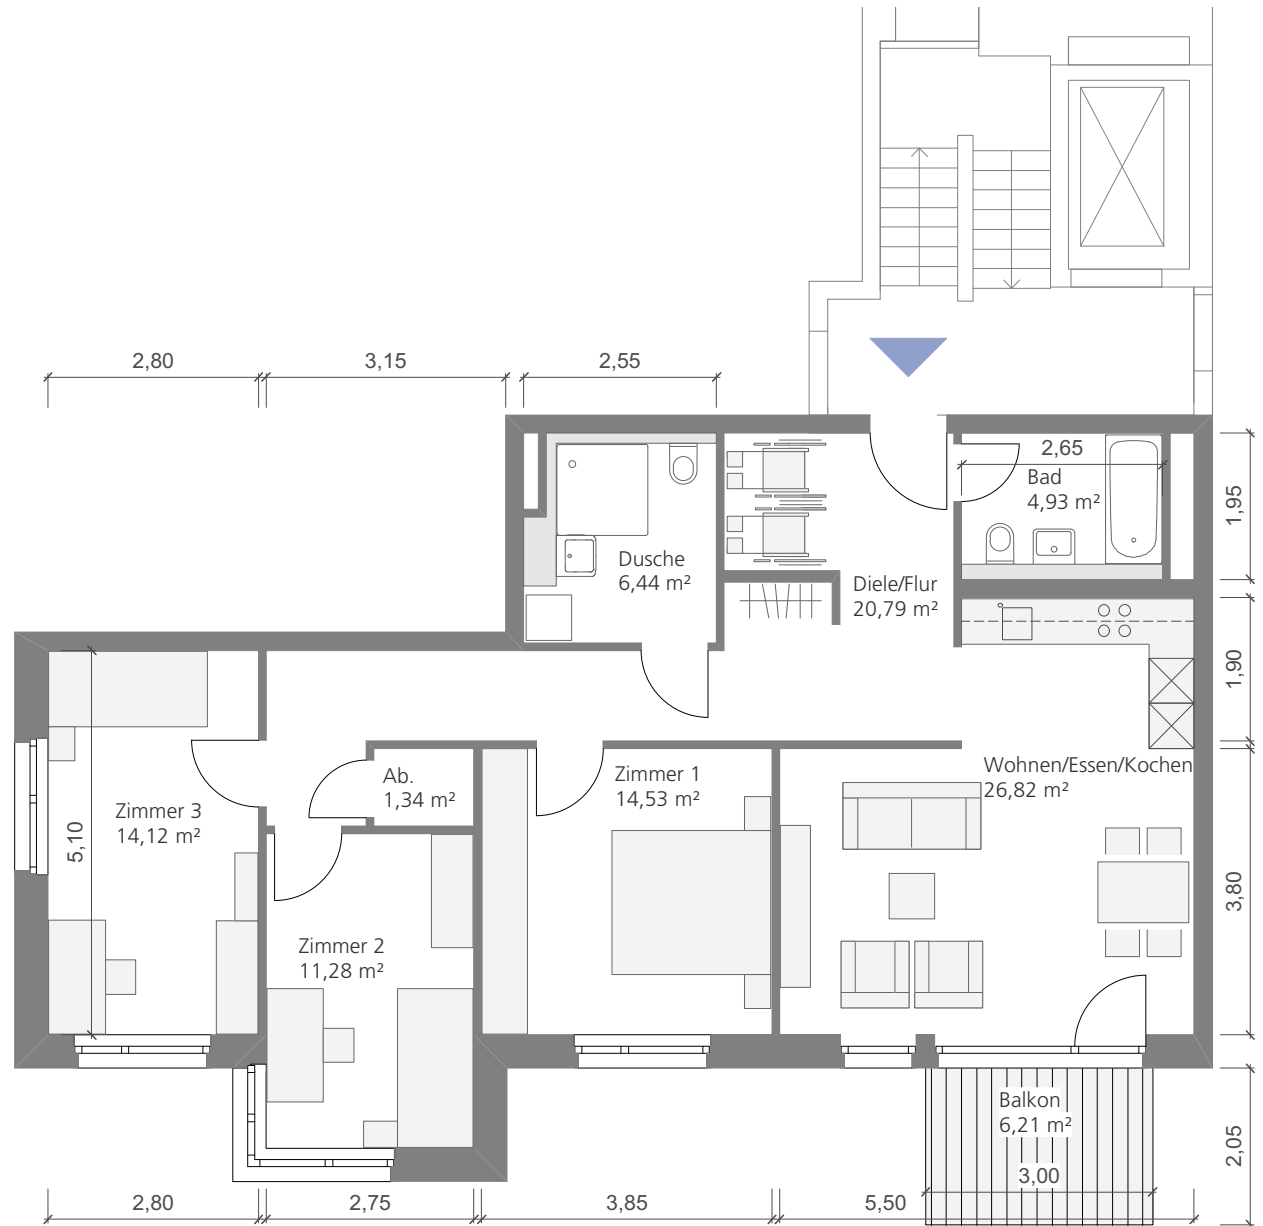 2,80
3,15
2,55
2,65
Bad
4,93 m²
1,95
Dusche
6,44 m²
Diele/Flur
20,79 m²
1,90
Ab.
1,34 m²
Zimmer 1
14,53 m²
Wohnen/Essen/Kochen
26,82 m²
Zimmer 3
14,12 m²
5,10
3,80
Zimmer 2
11,28 m²
Balkon
6,21 m²
3,00
2,05
2,80
2,75
3,85
5,50